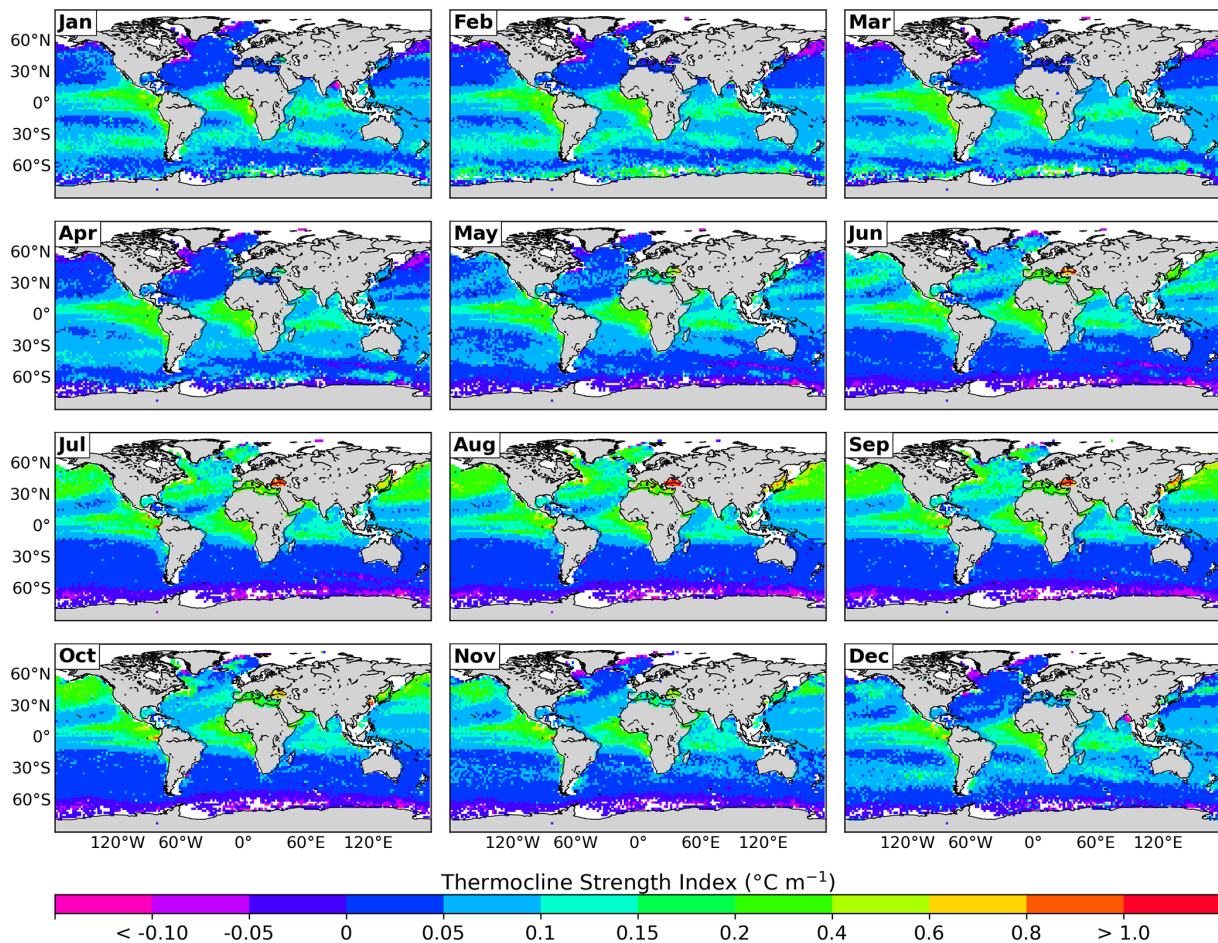 Jan Feb Mar
60°N
30°N
0°
30°S
60°S
Apr May Jun
60°N
30°N
0°
30°S
60°S
Jul Aug Sep
60°N
30°N
0°
30°S
60°S
Oct Nov Dec
60°N
30°N
0°
30°S
60°S
120°W 60°W 0° 60°E 120°E 120°W 60°W 0° 60°E 120°E 120°W 60°W 0° 60°E 120°E
Thermocline Strength Index (°C m⁻¹)
< -0.10 -0.05 0 0.05 0.1 0.15 0.2 0.4 0.6 0.8 > 1.0